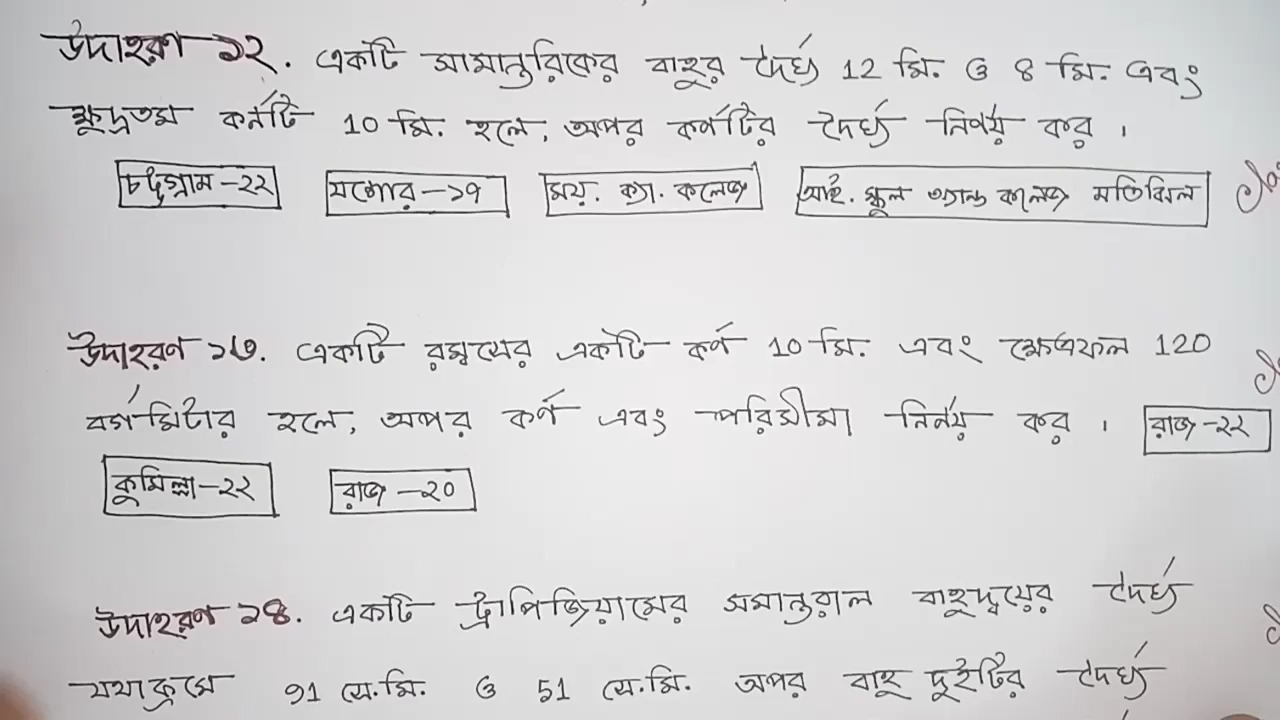 উদাহরণ ১২. একটি সামান্তরিকের বাহুর দৈর্ঘ্য 12 মি. ও 8 মি. এবং
ক্ষুদ্রতম কর্নটি 10 মি. হলে, অপর কর্ণটির দৈর্ঘ্য নির্ণয় কর ।
চট্টগ্রাম-২২ যশোর-১৭ ময়. ক্যা. কলেজ আই. স্কুল অ্যান্ড কলেজ মতিঝিল
উদাহরণ ১৩. একটি রম্বসের একটি কর্ণ 10 মি. এবং ক্ষেত্রফল 120
বর্গমিটার হলে, অপর কর্ণ এবং পরিসীমা নির্ণয় কর । রাজ-২২
কুমিল্লা-২২ রাজ-২০
উদাহরণ ১৪. একটি ট্রাপিজিয়ামের সমান্তরাল বাহুদ্বয়ের দৈর্ঘ্য
যথাক্রমে 91 সে.মি. ও 51 সে.মি. অপর বাহু দুইটির দৈর্ঘ্য